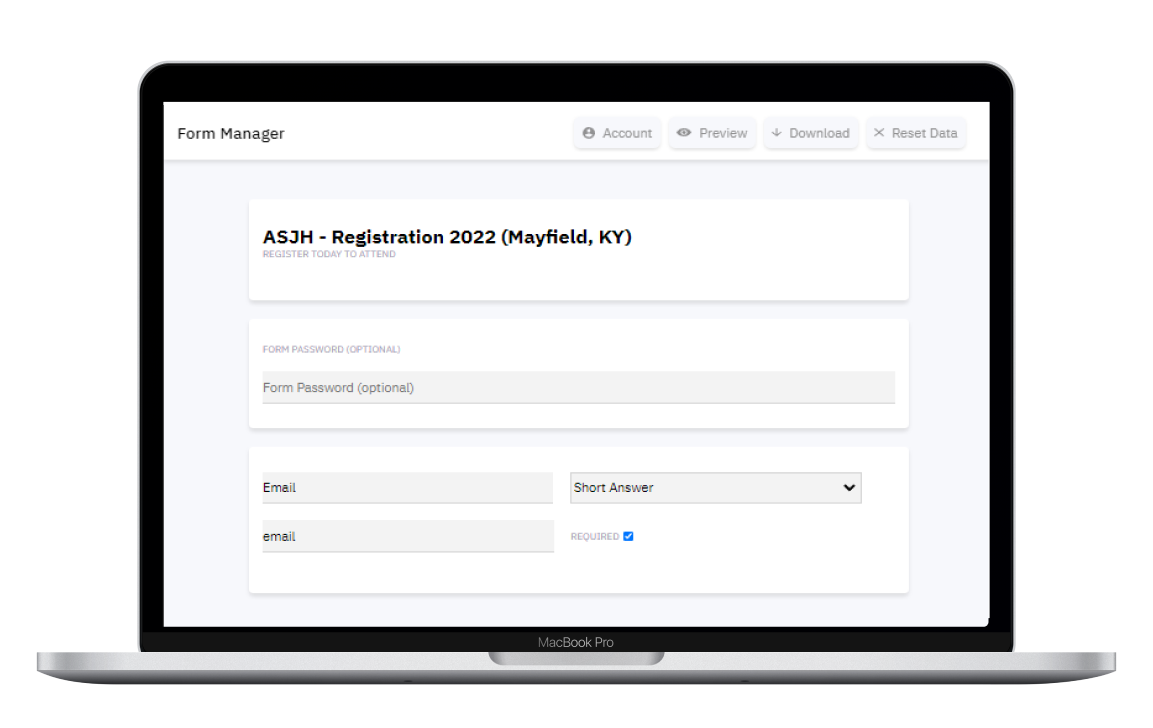 Form Manager
Account
Preview
Download
Reset Data
ASJH - Registration 2022 (Mayfield, KY)
REGISTER TODAY TO ATTEND
FORM PASSWORD (OPTIONAL)
Form Password (optional)
Email
Short Answer
email
REQUIRED
MacBook Pro